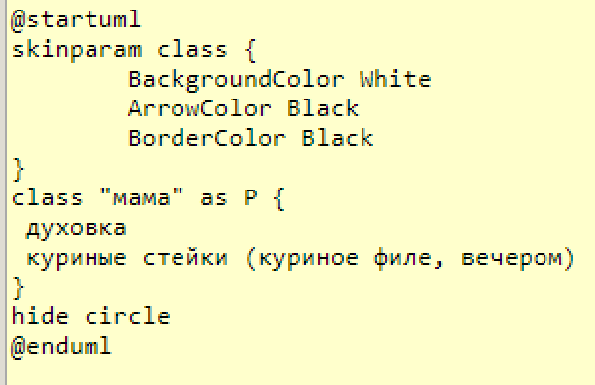 @startuml
skinparam class {
        BackgroundColor White
        ArrowColor Black
        BorderColor Black
}
class "мама" as P {
 духовка
 куриные стейки (куриное филе, вечером)
}
hide circle
@enduml